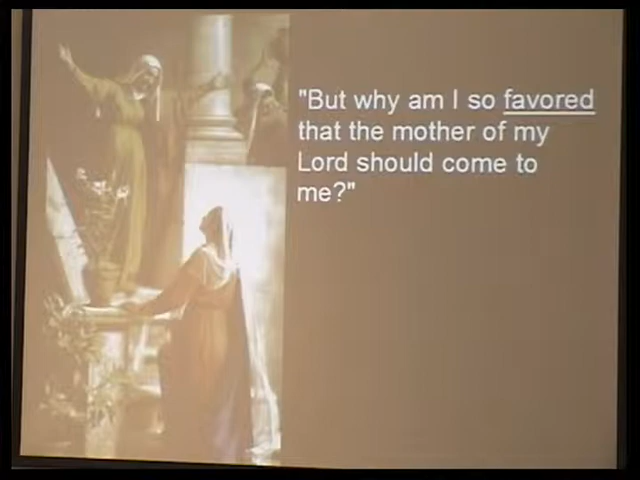 "But why am I so favored
that the mother of my
Lord should come to
me?"